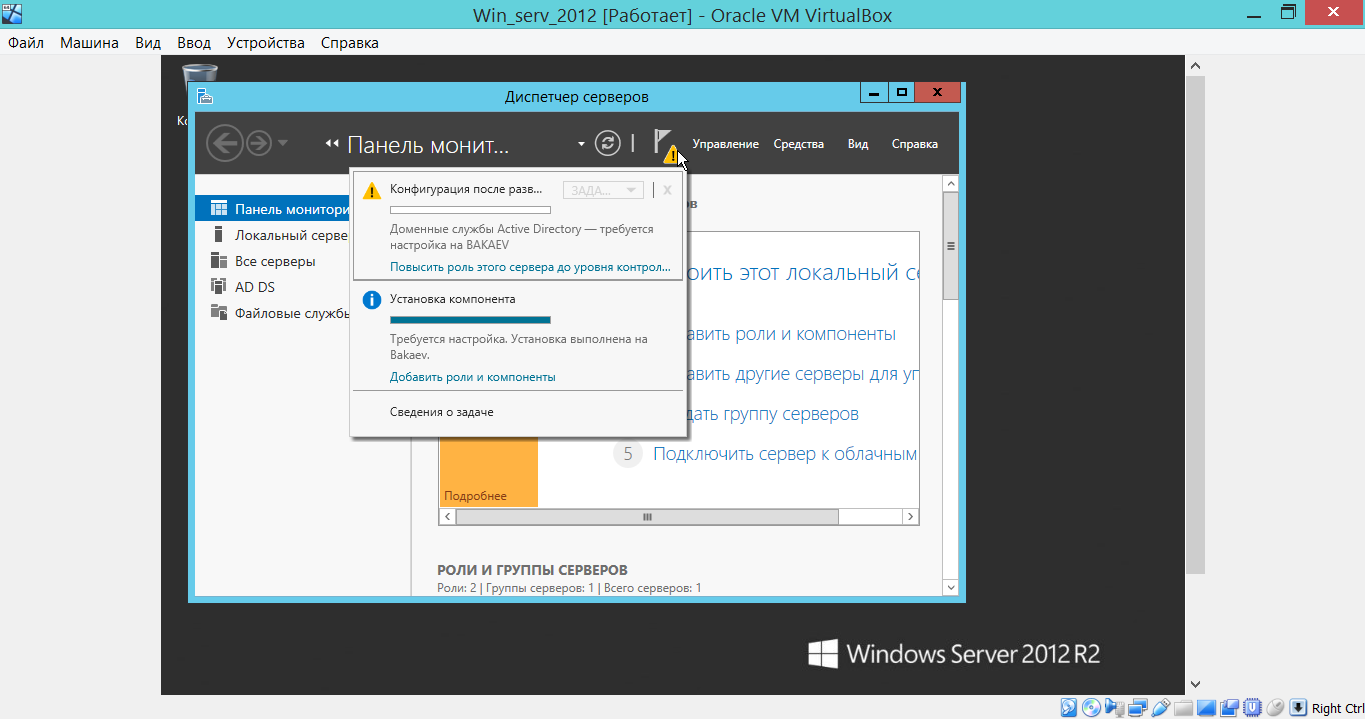 Win_serv_2012 [Работает] - Oracle VM VirtualBox
Файл Машина Вид Ввод Устройства Справка
Диспетчер серверов
Панель монит...
Управление Средства Вид Справка
Панель монитори
Локальный серве
Все серверы
AD DS
Файловые службы
Конфигурация после разв...
ЗАДА...
X
Доменные службы Active Directory — требуется
настройка на BAKAEV
Повысить роль этого сервера до уровня контрол...
Установка компонента
Требуется настройка. Установка выполнена на
Bakaev.
Добавить роли и компоненты
Сведения о задаче
ов
оить этот локальный се
авить роли и компоненты
авить другие серверы для уп
дать группу серверов
5 Подключить сервер к облачным
Подробнее
РОЛИ И ГРУППЫ СЕРВЕРОВ
Роли: 2 | Группы серверов: 1 | Всего серверов: 1
Windows Server 2012 R2
Right Ctrl